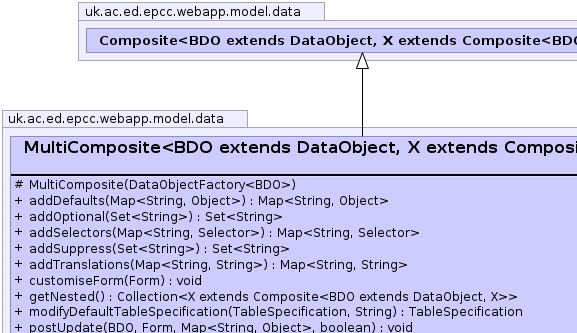 uk.ac.ed.epcc.webapp.model.data
Composite<BDO extends DataObject, X extends Composite<BDO
uk.ac.ed.epcc.webapp.model.data
MultiComposite<BDO extends DataObject, X extends Composi
# MultiComposite(DataObjectFactory<BDO>)
+ addDefaults(Map<String, Object>) : Map<String, Object>
+ addOptional(Set<String>) : Set<String>
+ addSelectors(Map<String, Selector>) : Map<String, Selector>
+ addSuppress(Set<String>) : Set<String>
+ addTranslations(Map<String, String>) : Map<String, String>
+ customiseForm(Form) : void
+ getNested() : Collection<X extends Composite<BDO extends DataObject, X>>
+ modifyDefaultTableSpecification(TableSpecification, String) : TableSpecification
+ postUpdate(BDO, Form, Map<String, Object>, boolean) : void